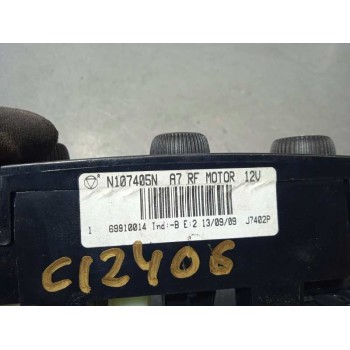 N107405N A7 RF MOTOR 12V
1 69910014 Ind:-B E:2 13/09/09 J7402P
C12406